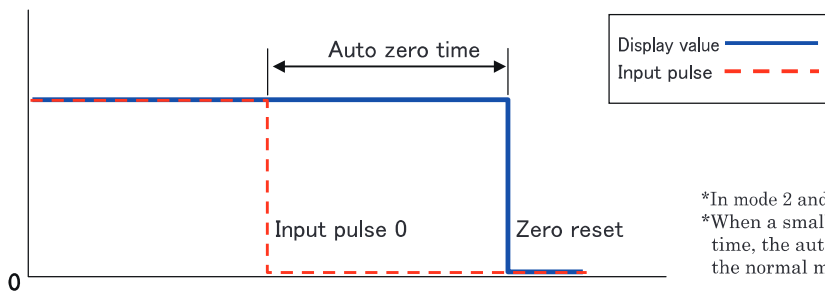 Auto zero time
Display value
Input pulse
Input pulse 0
Zero reset
0
*In mode 2 and
*When a small
time, the aut
the normal m